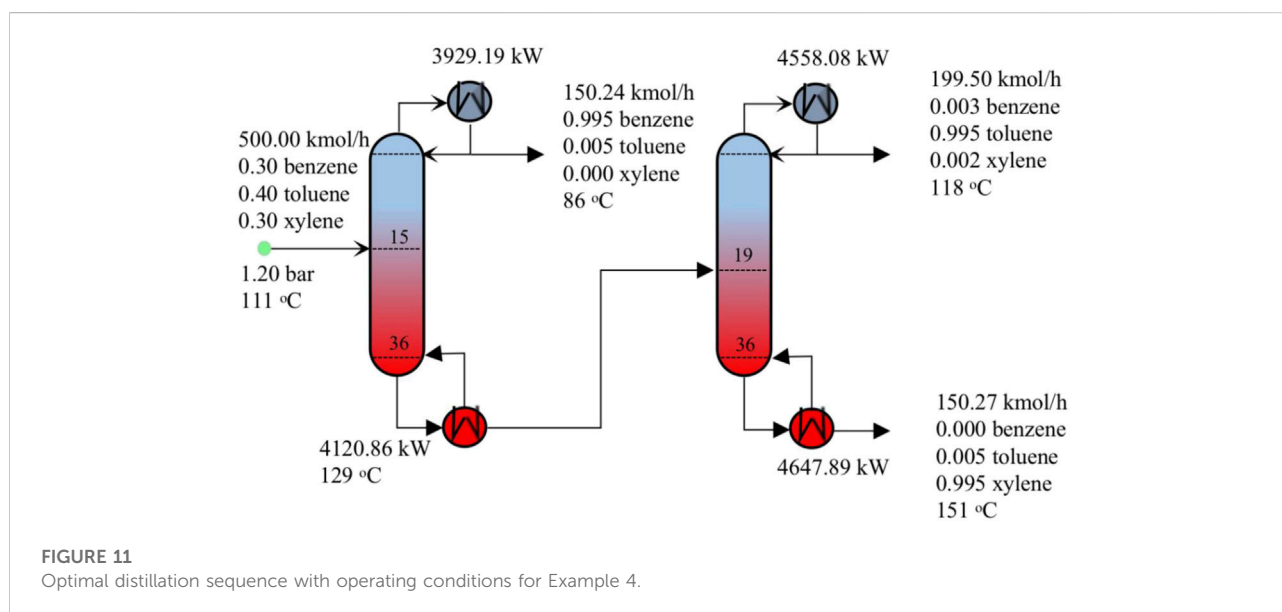 3929.19 kW
150.24 kmol/h
0.995 benzene
0.005 toluene
0.000 xylene
86 °C
500.00 kmol/h
0.30 benzene
0.40 toluene
0.30 xylene
1.20 bar
111 °C
15
36
4120.86 kW
129 °C
4558.08 kW
199.50 kmol/h
0.003 benzene
0.995 toluene
0.002 xylene
118 °C
19
36
4647.89 kW
150.27 kmol/h
0.000 benzene
0.005 toluene
0.995 xylene
151 °C
FIGURE 11
Optimal distillation sequence with operating conditions for Example 4.